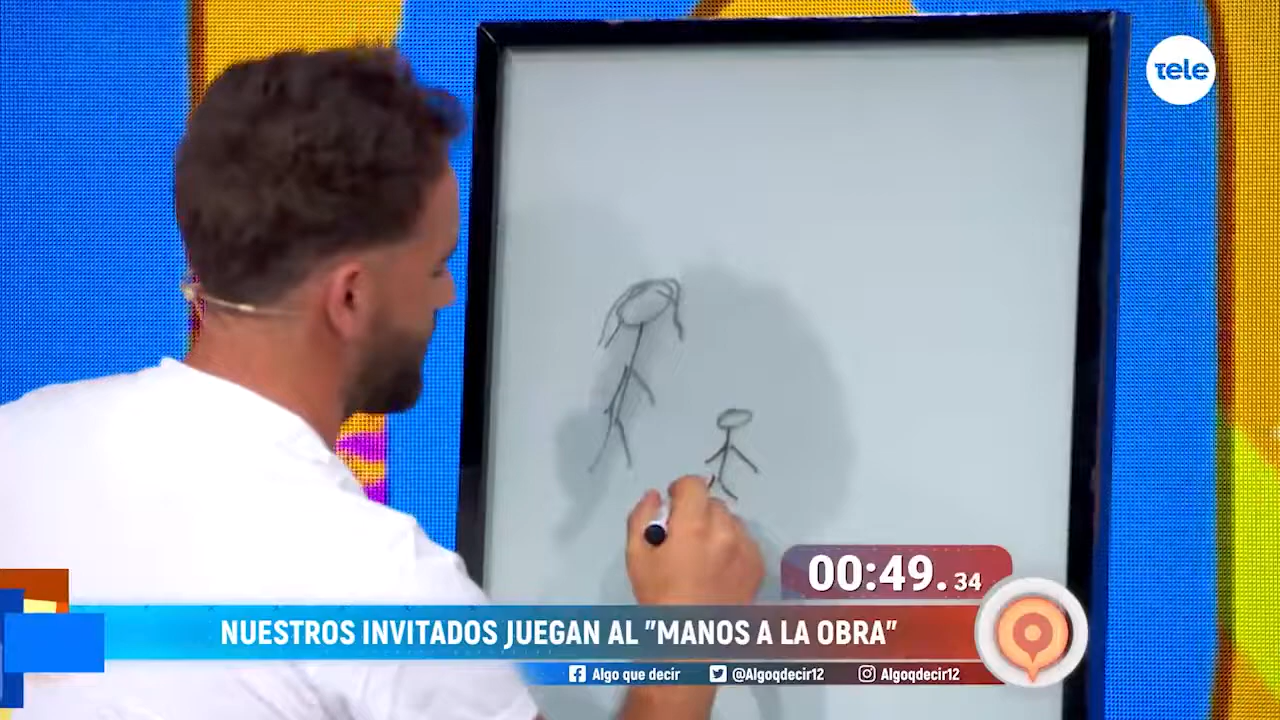 tele
00:49.34
NUESTROS INVITADOS JUEGAN AL "MANOS A LA OBRA"
Algo que decir @Algoqdecir12 Algoqdecir12